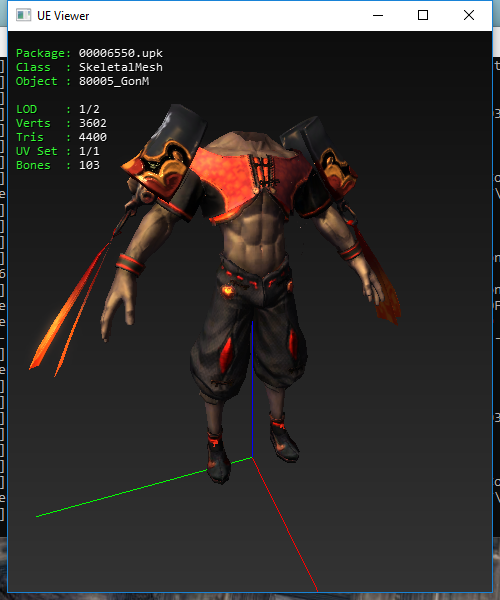 UE Viewer
Package: 00006550.upk
Class : SkeletalMesh
Object : 80005_GonM
LOD : 1/2
Verts : 3602
Tris : 4400
UV Set : 1/1
Bones : 103